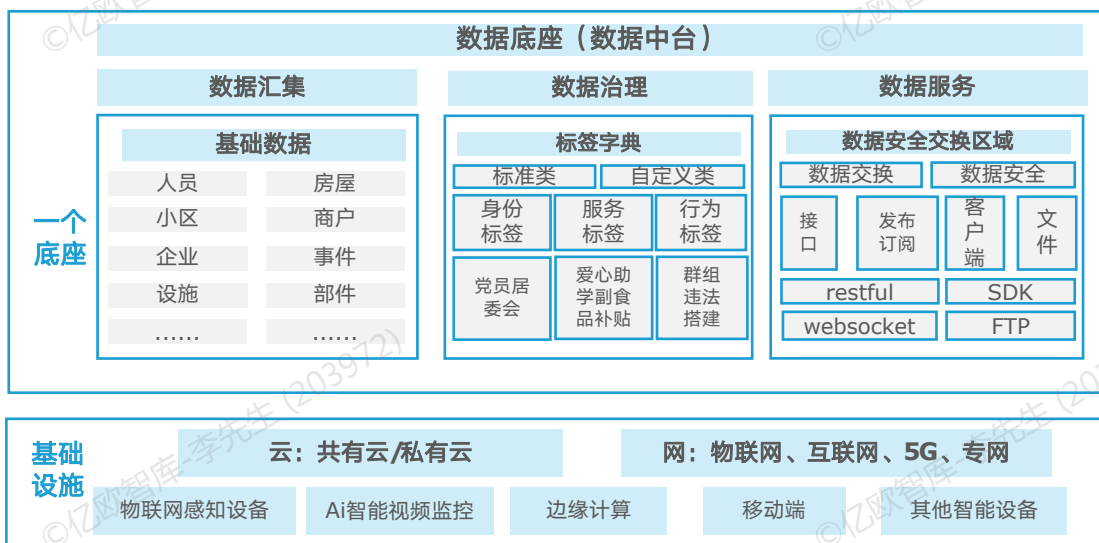 数据底座（数据中台）
数据汇集
数据治理
数据服务
一个
底座
基础数据
人员
房屋
小区
商户
企业
事件
设施
部件
……
……
标签字典
标准类
自定义类
身份
标签
服务
标签
行为
标签
党员居
委会
爱心助
学副食
品补贴
群组
违法
搭建
数据安全交换区域
数据交换
数据安全
接
口
发布
订阅
客
户
端
文
件
restful
SDK
websocket
FTP
基础
设施
云：共有云/私有云
网：物联网、互联网、5G、专网
物联网感知设备
Ai智能视频监控
边缘计算
移动端
其他智能设备
©亿欧智库-李先生 (203972)